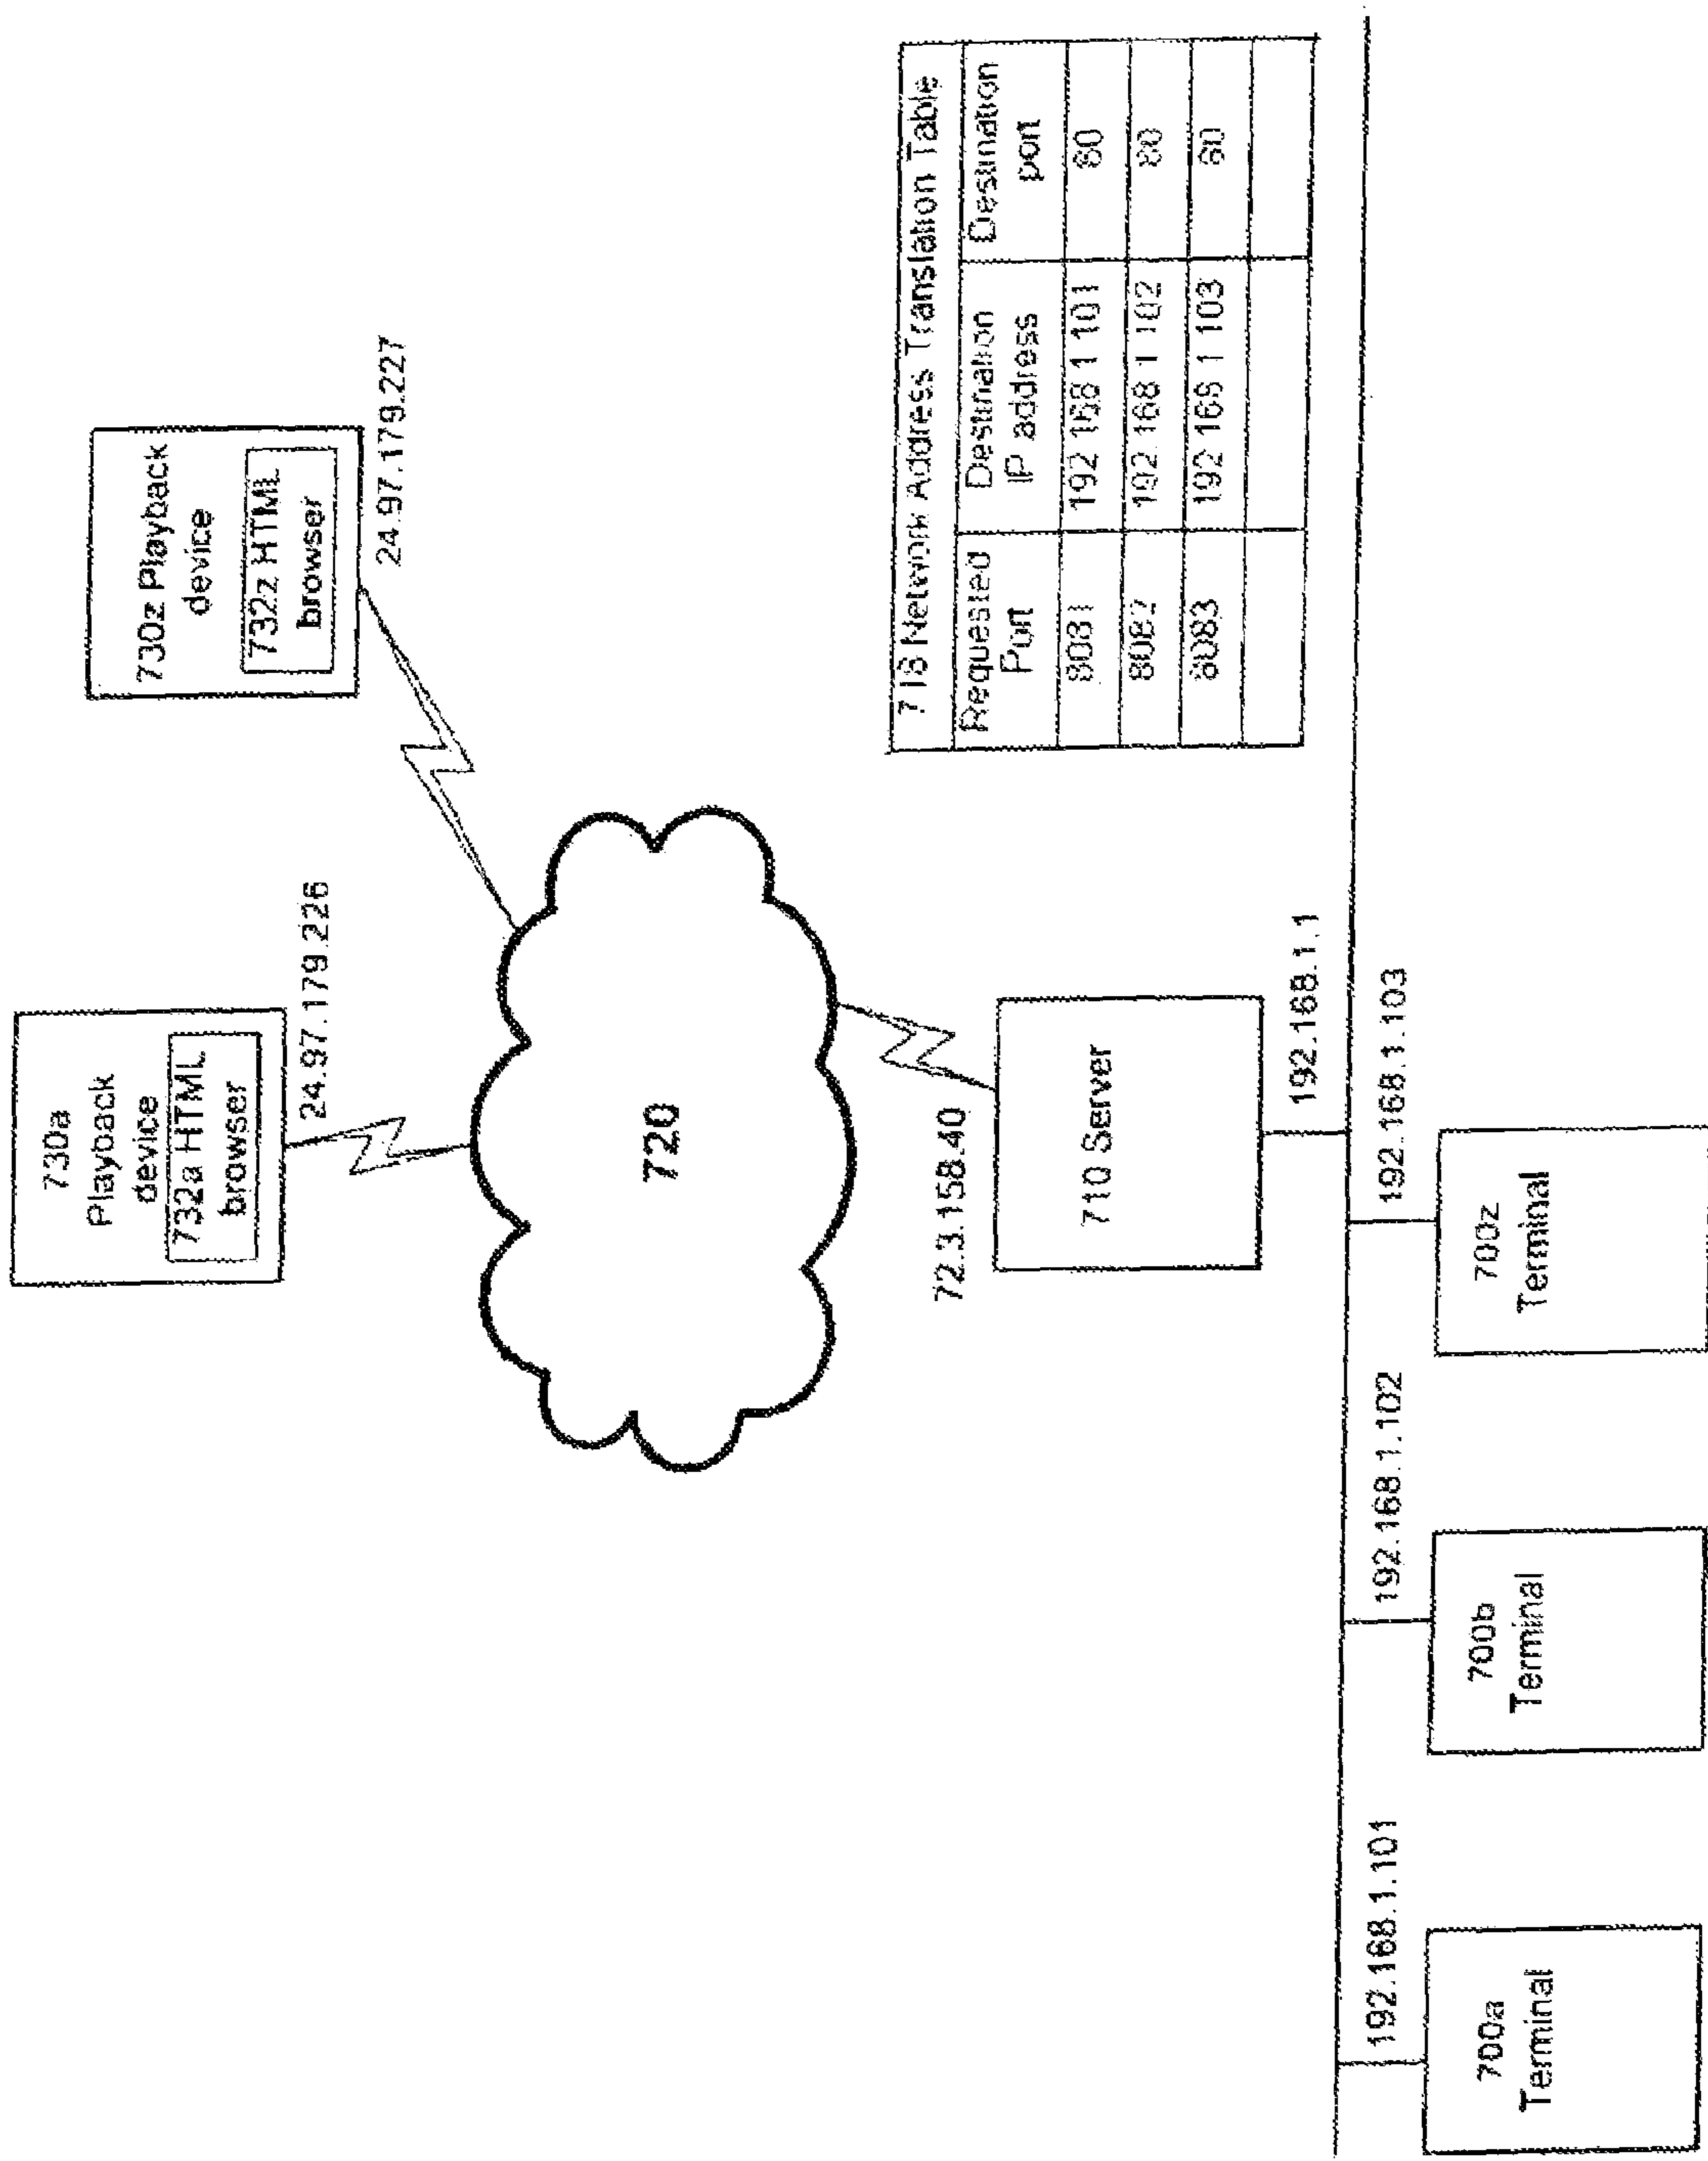 730a
Playback
device
732a HTML
browser
24.97.179.226
730z Playback
device
732z HTML
browser
24.97.179.227
720
72.3.158.40
710 Server
192.168.1.1
Network Address Translation Table
Requested Port
Destination IP address
Destination port
8081 192 168 1 101 80
8082 192 168 1 102 80
8083 192 168 1 103 80
192.168.1.101
700a
Terminal
192.168.1.102
700b
Terminal
192.168.1.103
700z
Terminal